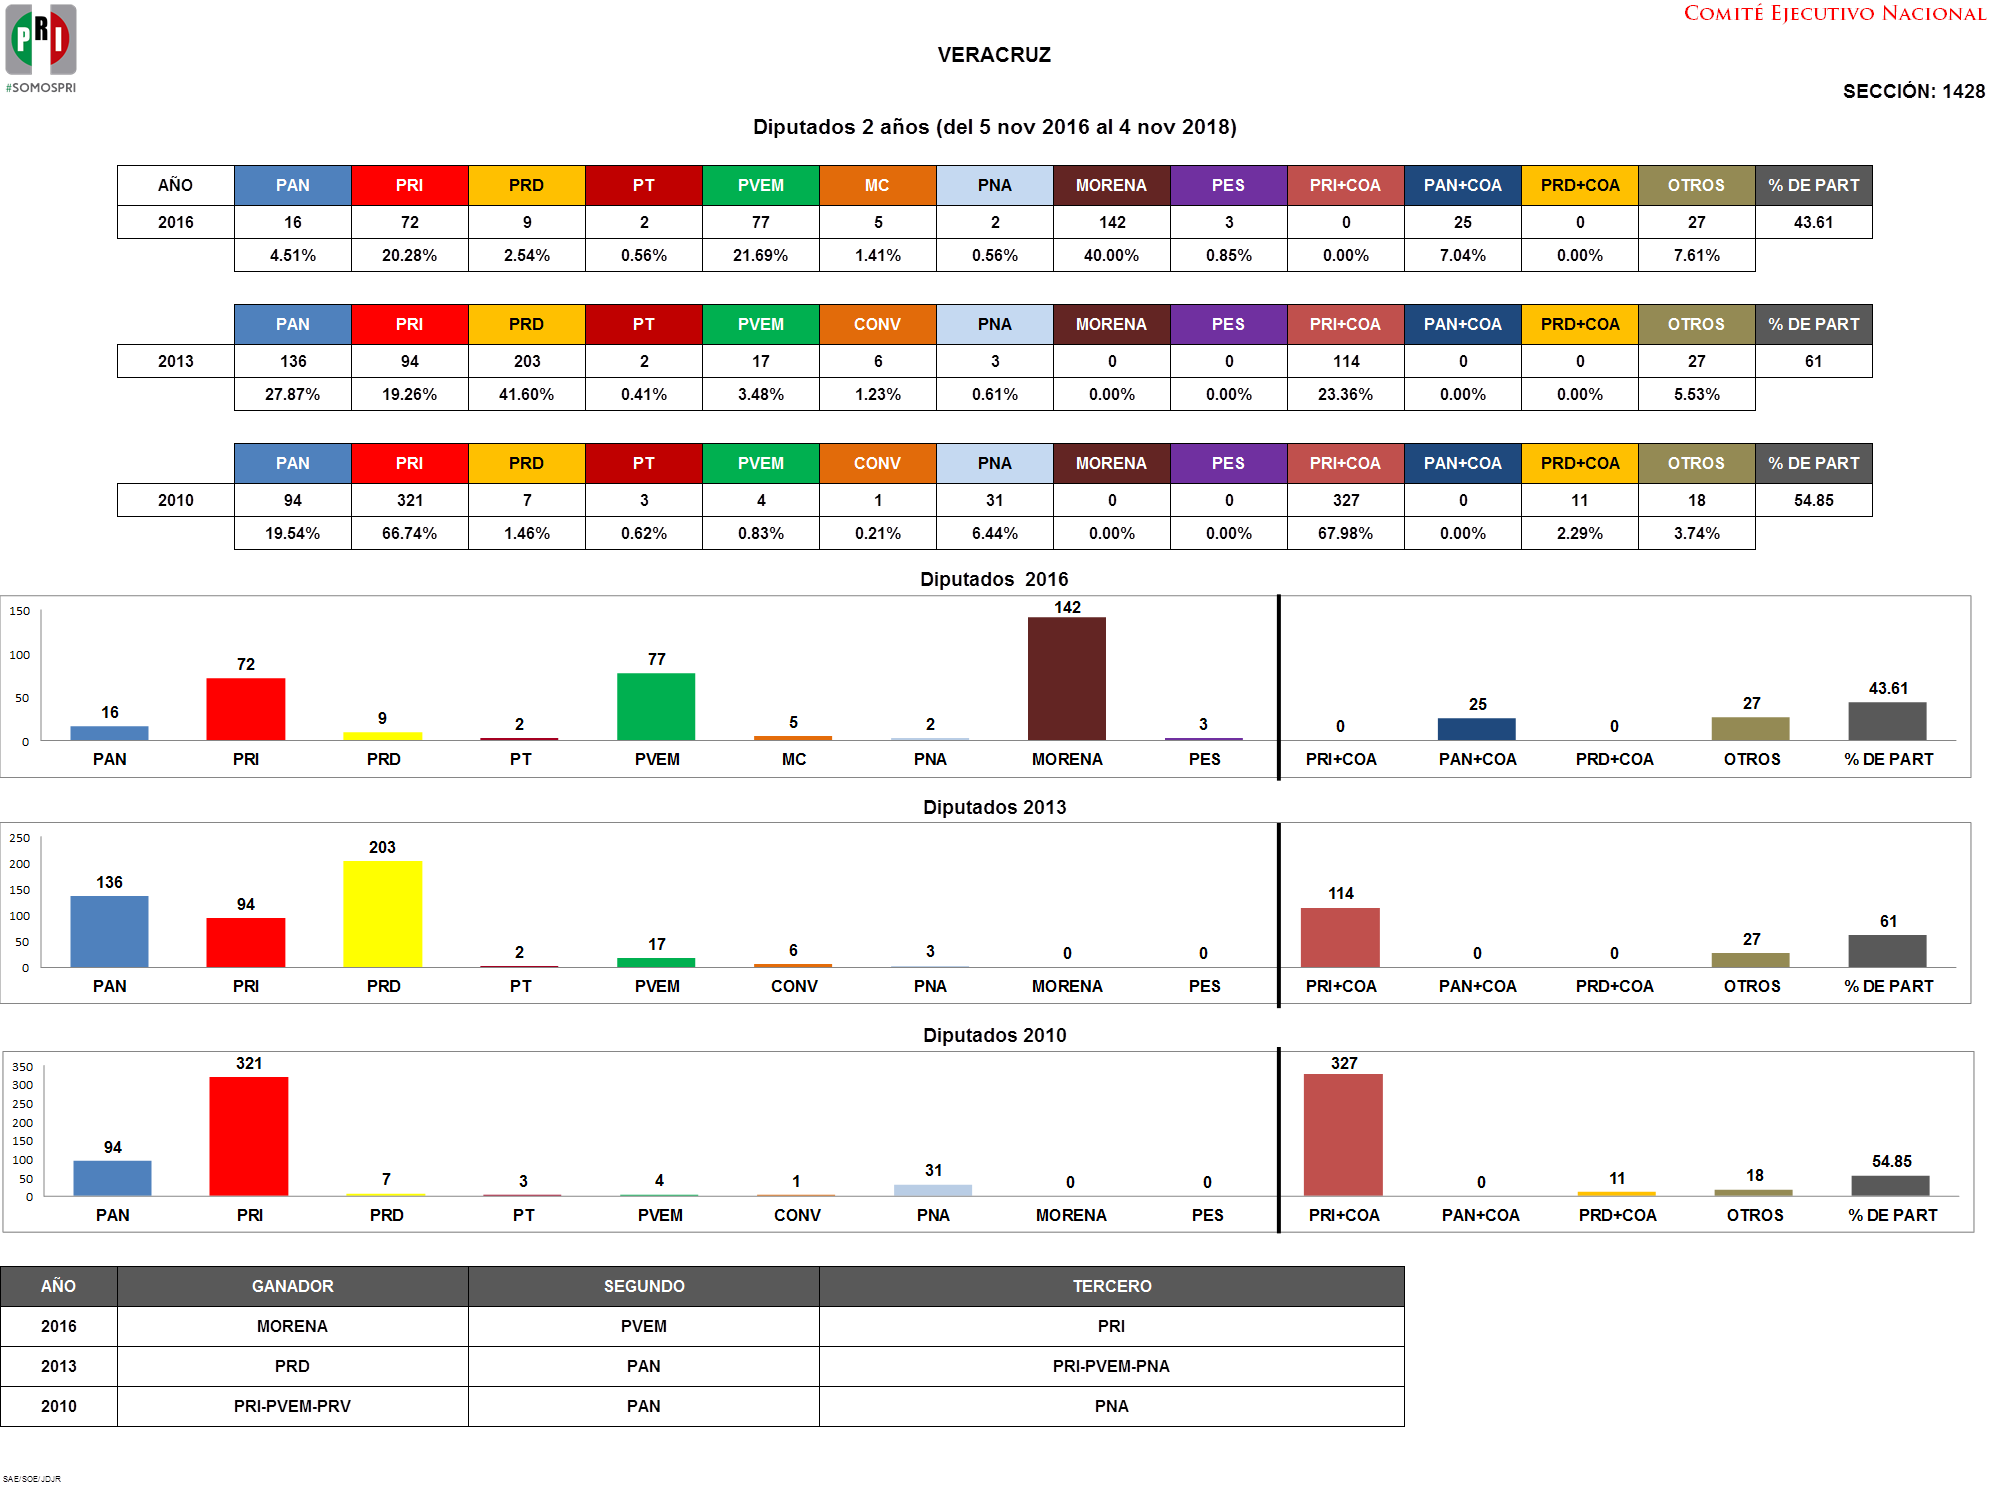 PRI
#SOMOSPRI
COMITÉ EJECUTIVO NACIONAL
VERACRUZ
SECCIÓN: 1428
Diputados 2 años (del 5 nov 2016 al 4 nov 2018)
AÑO PAN PRI PRD PT PVEM MC PNA MORENA PES PRI+COA PAN+COA PRD+COA OTROS % DE PART
2016 16 72 9 2 77 5 2 142 3 0 25 0 27 43.61
4.51% 20.28% 2.54% 0.56% 21.69% 1.41% 0.56% 40.00% 0.85% 0.00% 7.04% 0.00% 7.61%
PAN PRI PRD PT PVEM CONV PNA MORENA PES PRI+COA PAN+COA PRD+COA OTROS % DE PART
2013 136 94 203 2 17 6 3 0 0 114 0 0 27 61
27.87% 19.26% 41.60% 0.41% 3.48% 1.23% 0.61% 0.00% 0.00% 23.36% 0.00% 0.00% 5.53%
PAN PRI PRD PT PVEM CONV PNA MORENA PES PRI+COA PAN+COA PRD+COA OTROS % DE PART
2010 94 321 7 3 4 1 31 0 0 327 0 11 18 54.85
19.54% 66.74% 1.46% 0.62% 0.83% 0.21% 6.44% 0.00% 0.00% 67.98% 0.00% 2.29% 3.74%
Diputados 2016
150
100
50
0
16 72 9 2 77 5 2 142 3 0 25 0 27 43.61
PAN PRI PRD PT PVEM MC PNA MORENA PES PRI+COA PAN+COA PRD+COA OTROS % DE PART
Diputados 2013
250
200
150
100
50
0
136 94 203 2 17 6 3 0 0 114 0 0 27 61
PAN PRI PRD PT PVEM CONV PNA MORENA PES PRI+COA PAN+COA PRD+COA OTROS % DE PART
Diputados 2010
350
300
250
200
150
100
50
0
94 321 7 3 4 1 31 0 0 327 0 11 18 54.85
PAN PRI PRD PT PVEM CONV PNA MORENA PES PRI+COA PAN+COA PRD+COA OTROS % DE PART
AÑO GANADOR SEGUNDO TERCERO
2016 MORENA PVEM PRI
2013 PRD PAN PRI-PVEM-PNA
2010 PRI-PVEM-PRV PAN PNA
SAE/SOE/JDJR